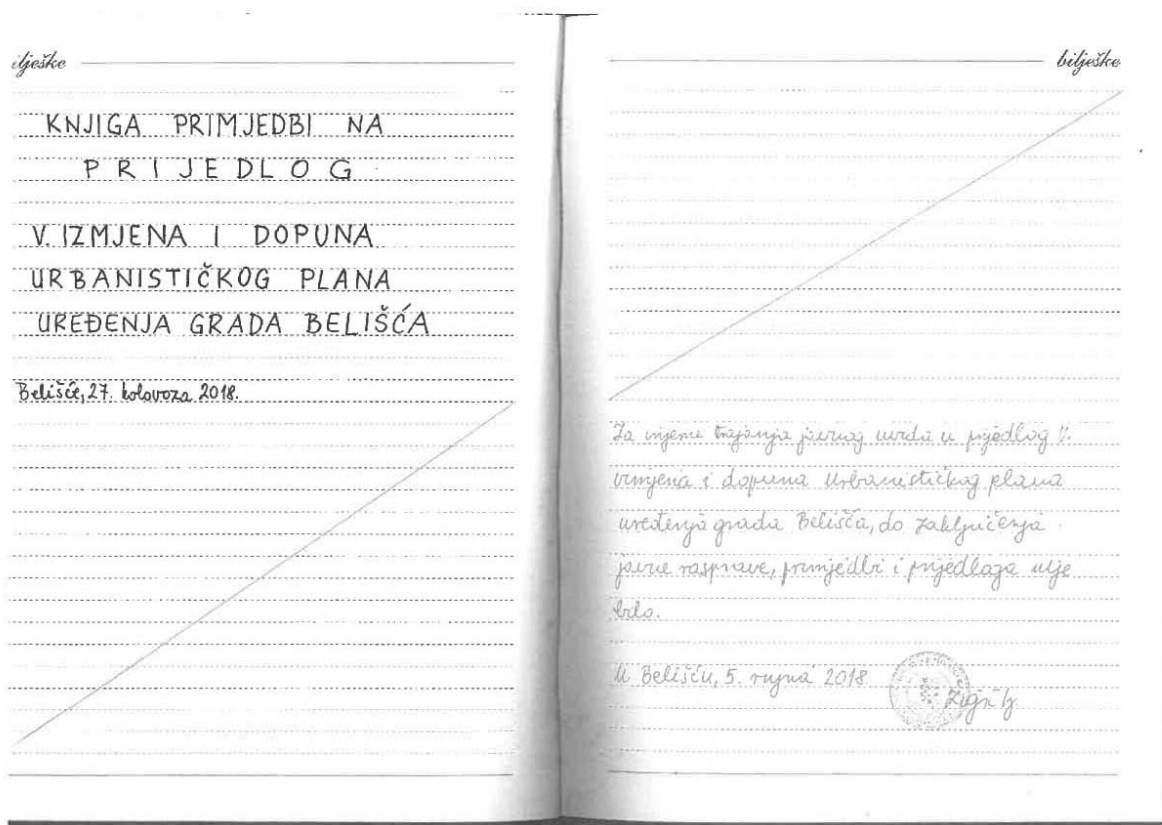 ilješke
KNJIGA PRIMJEDBI NA
PRIJEDLOG
V. IZMJENA I DOPUNA
URBANISTIČKOG PLANA
UREĐENJA GRADA BELIŠĆA
Belišće, 27. kolovoza 2018.
bilješke
Za vrijeme trajanja javnog uvida u prijedlog V.
izmjena i dopuna Urbanističkog plana
uređenja grada Belišća, do zaključenja
javne rasprave, primjedbi i prijedloga nije
bilo.
U Belišću, 5. rujna 2018.